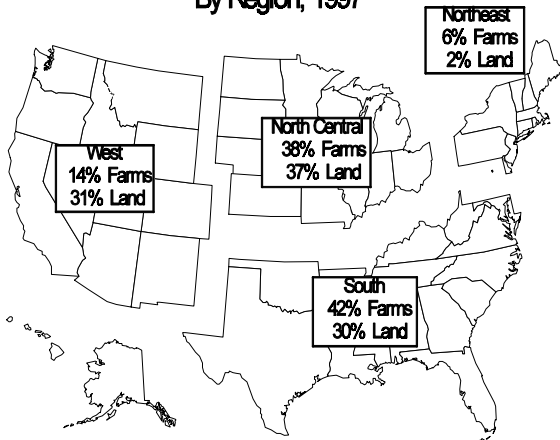 By Region, 1997
Northeast
6% Farms
2% Land
North Central
38% Farms
37% Land
West
14% Farms
31% Land
South
42% Farms
30% Land